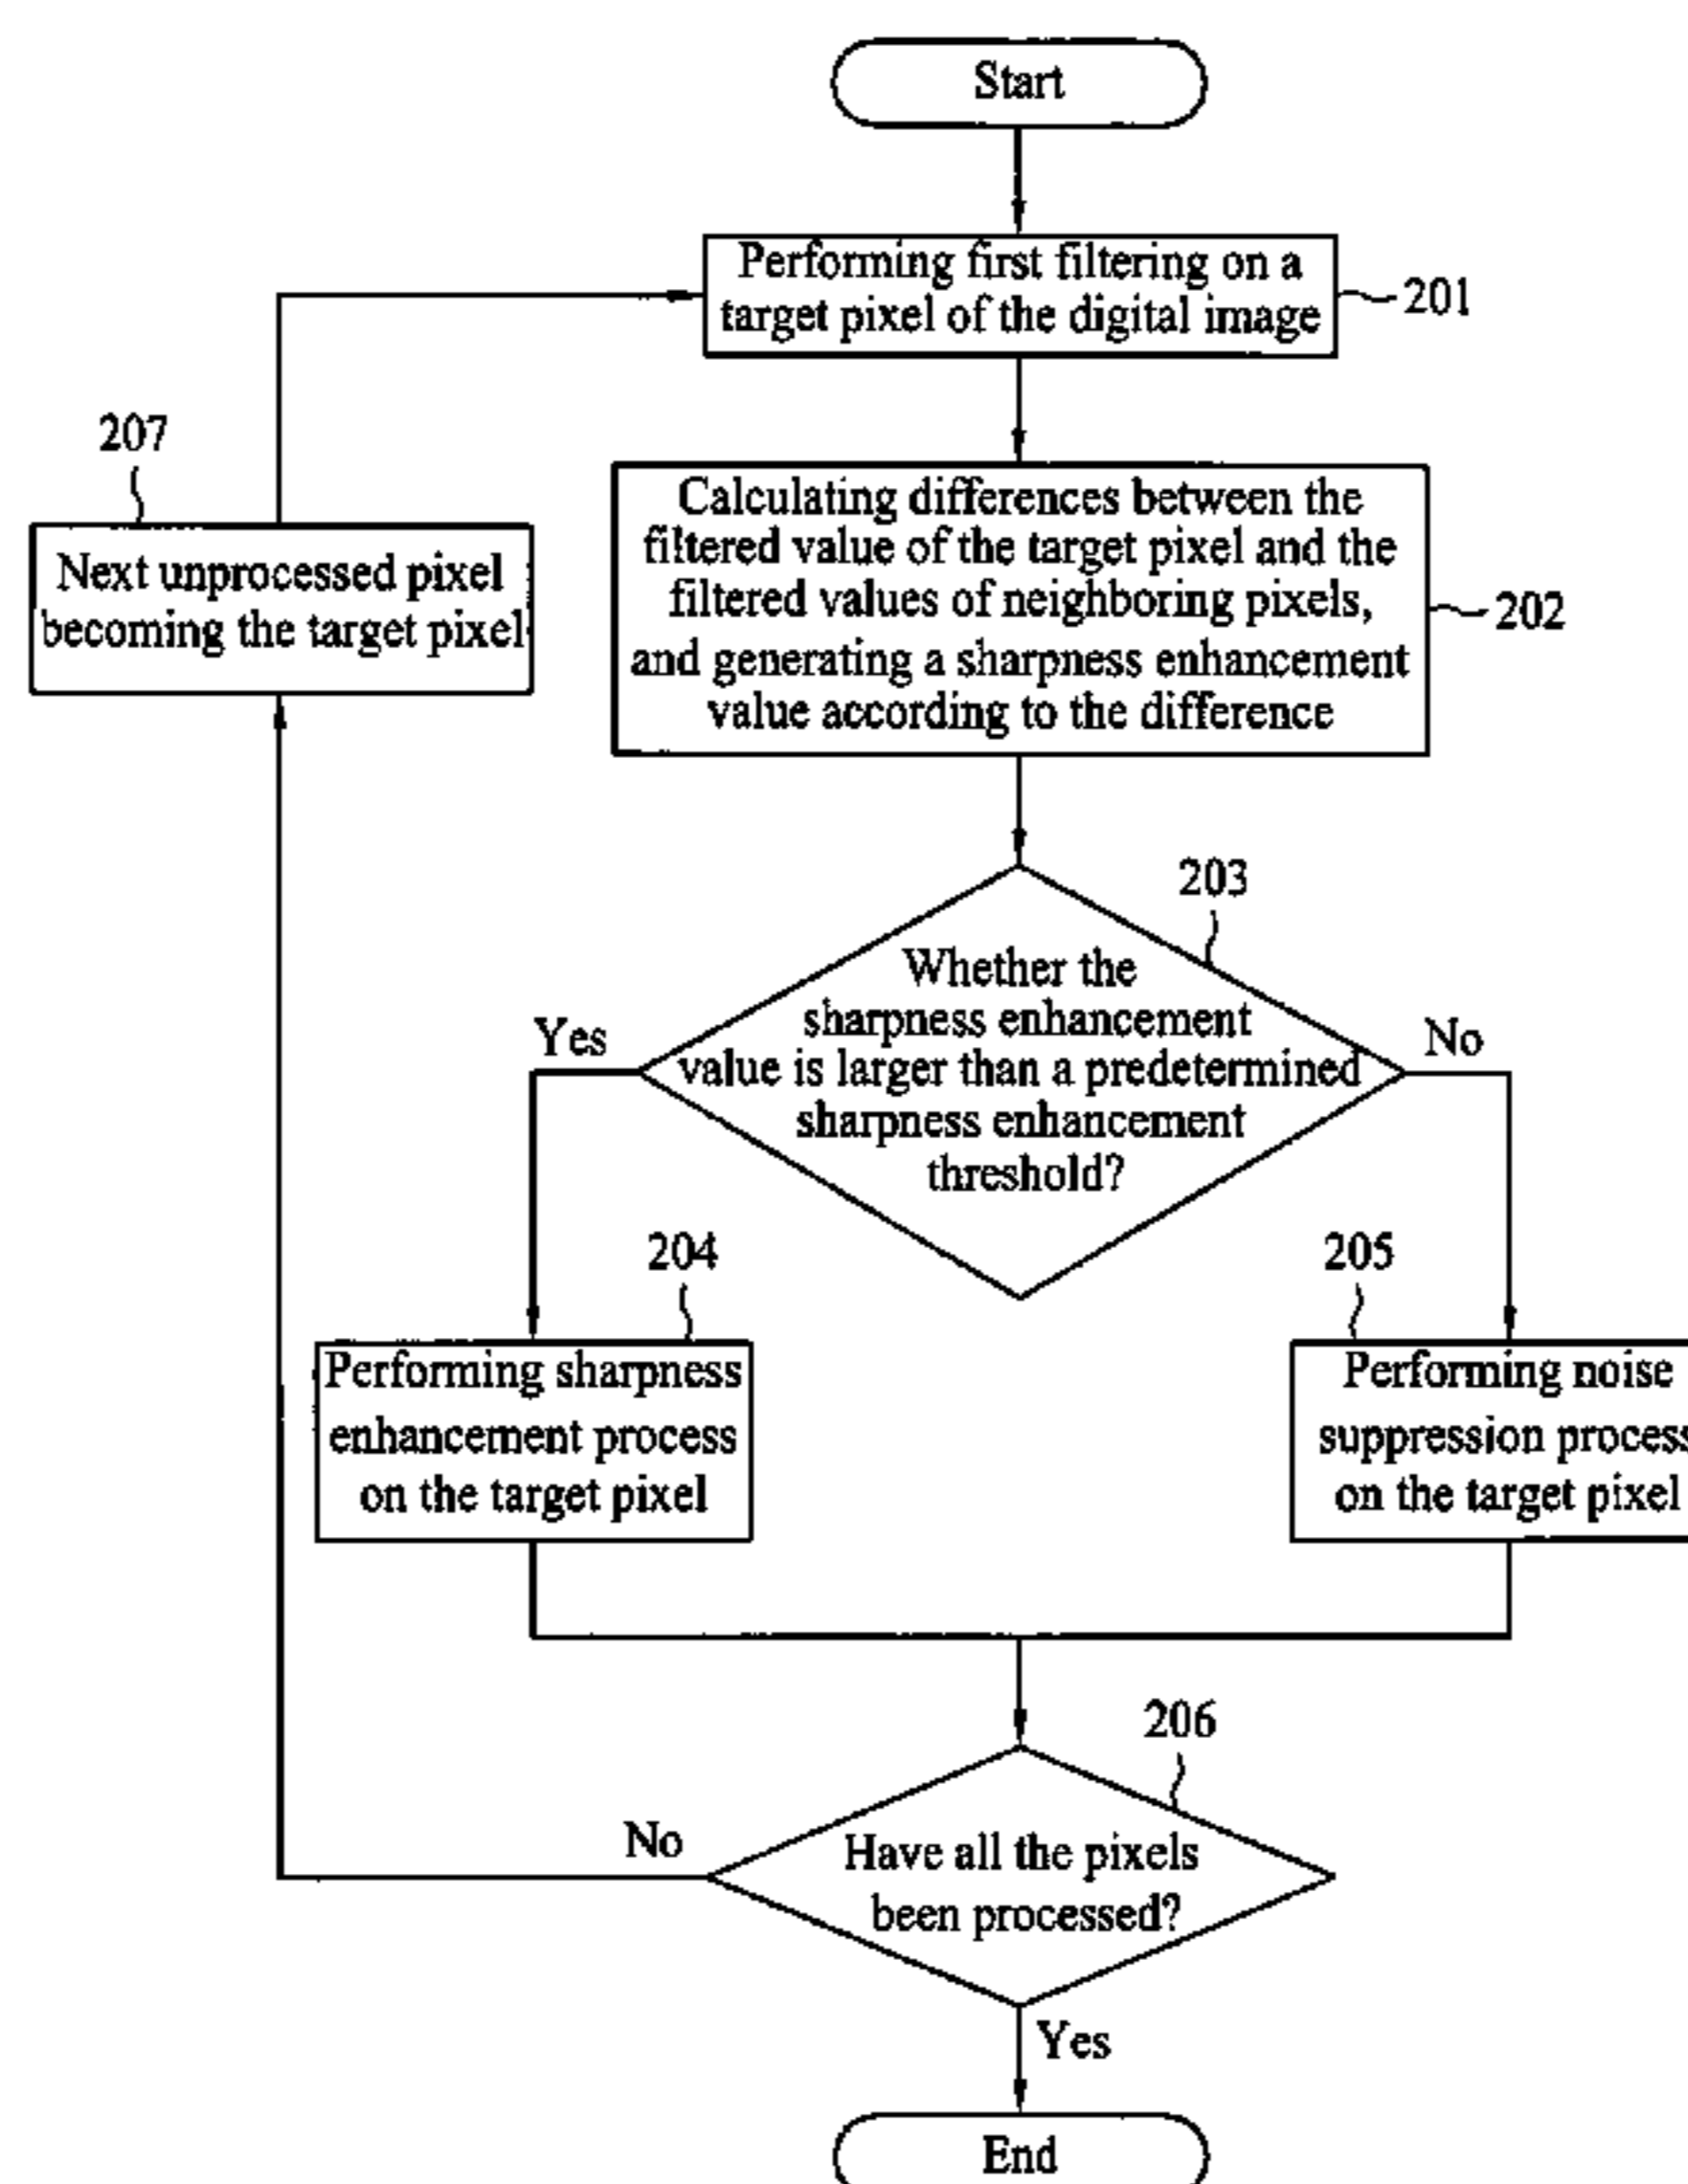 Start
Performing first filtering on a
target pixel of the digital image
201
207
Next unprocessed pixel
becoming the target pixel
Calculating differences between the
filtered value of the target pixel and the
filtered values of neighboring pixels,
and generating a sharpness enhancement
value according to the difference
202
203
Whether the
sharpness enhancement
value is larger than a predetermined
sharpness enhancement
threshold?
Yes
No
204
Performing sharpness
enhancement process
on the target pixel
205
Performing noise
suppression process
on the target pixel
206
Have all the pixels
been processed?
No
Yes
End